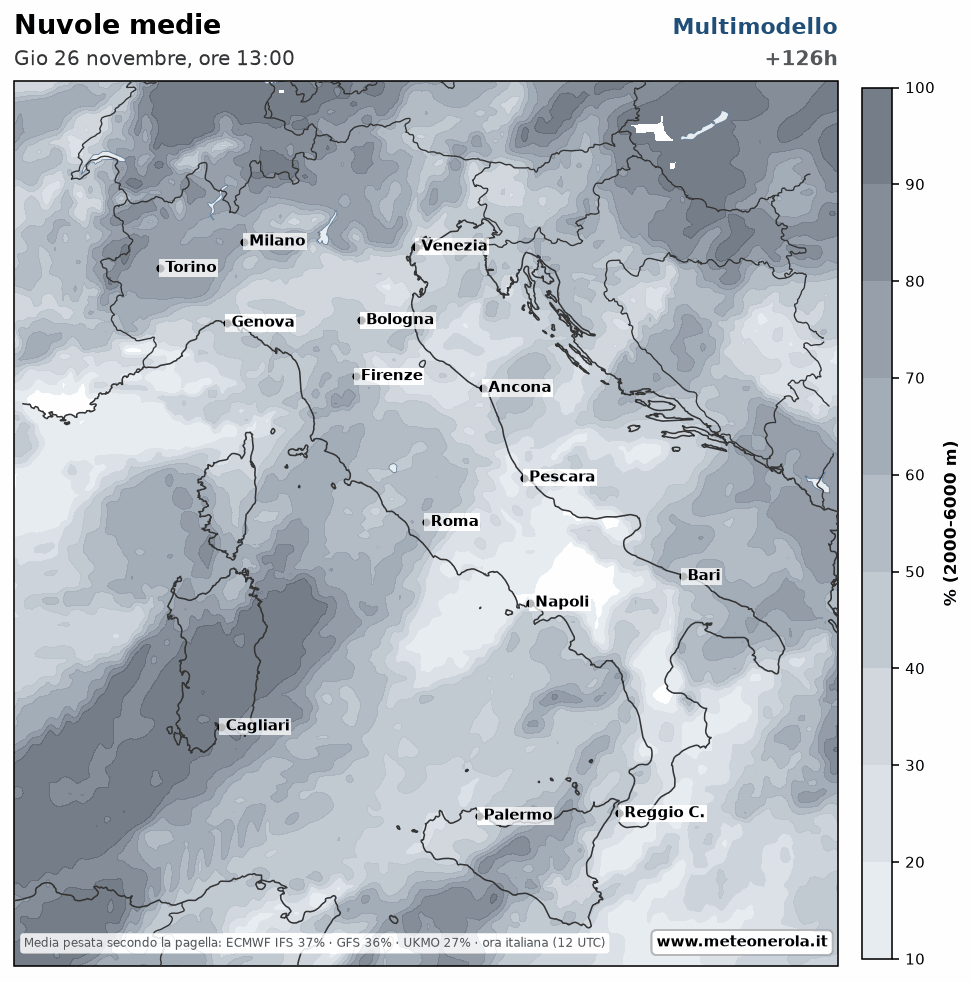 Nuvole medie
Multimodello
Gio 26 novembre, ore 13:00
+126h
100
90
80
70
60
50
40
30
20
10
% (2000-6000 m)
Milano
Venezia
Torino
Genova
Bologna
Firenze
Ancona
Pescara
Roma
Bari
Napoli
Cagliari
Palermo
Reggio C.
Media pesata secondo la pagella: ECMWF IFS 37% · GFS 36% · UKMO 27% · ora italiana (12 UTC)
www.meteonerola.it